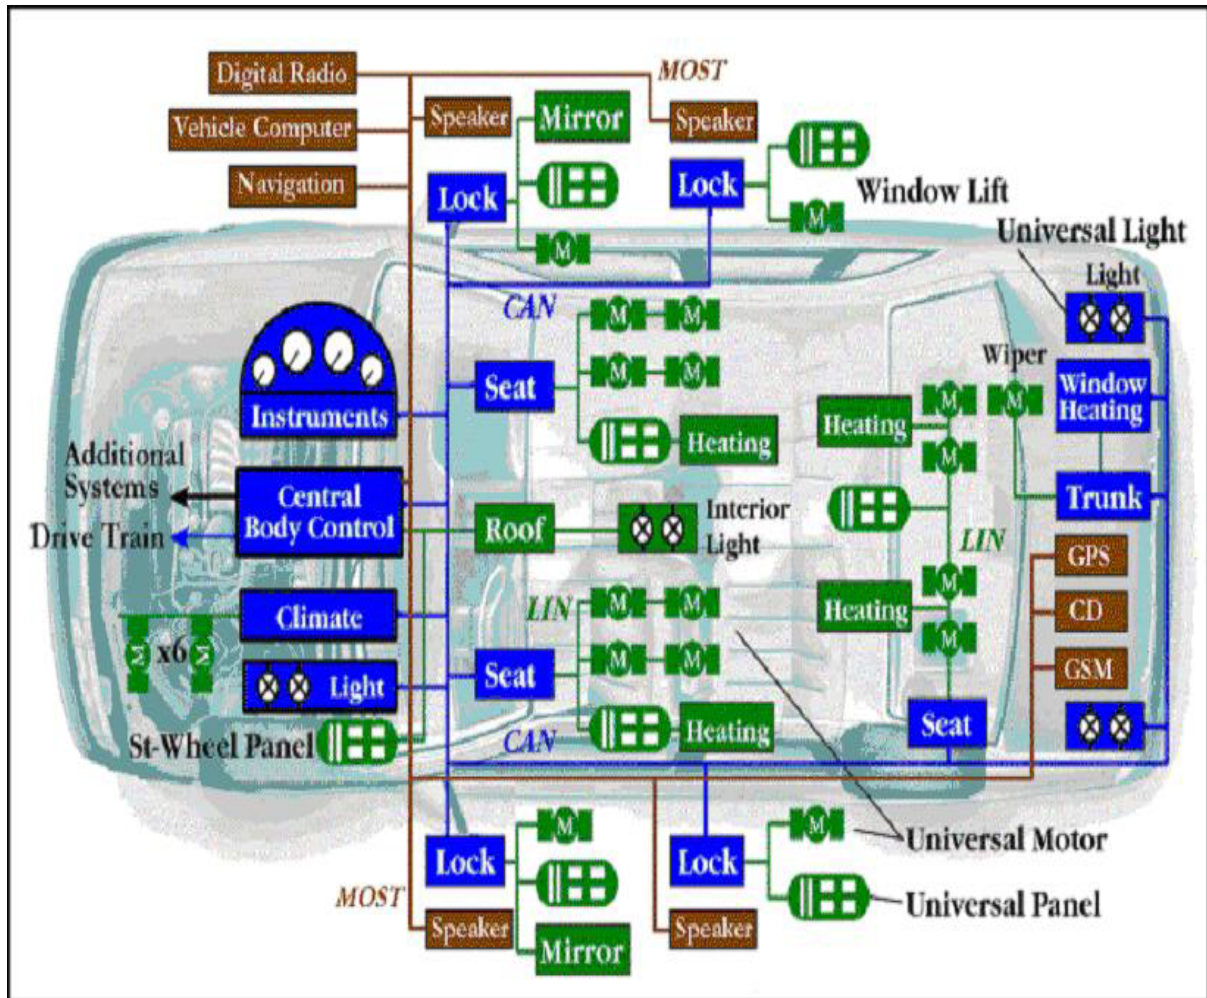 Digital Radio
MOST
Speaker
Mirror
Speaker
Vehicle Computer
Navigation
Lock
Lock
Window Lift
M
M
Universal Light
Light
CAN
M
M
Wiper
Seat
M
M
Instruments
Heating
Window
Heating
M
M
Heating
M
Additional
Systems
Central
Body Control
Drive Train
Roof
Interior
Light
Trunk
LIN
GPS
CD
GSM
Climate
LIN
M
M
Heating
M
M
M
x6
M
Light
Seat
M
M
Seat
St-Wheel Panel
CAN
Heating
Lock
M
Lock
M
Universal Motor
MOST
Speaker
Mirror
Speaker
Universal Panel